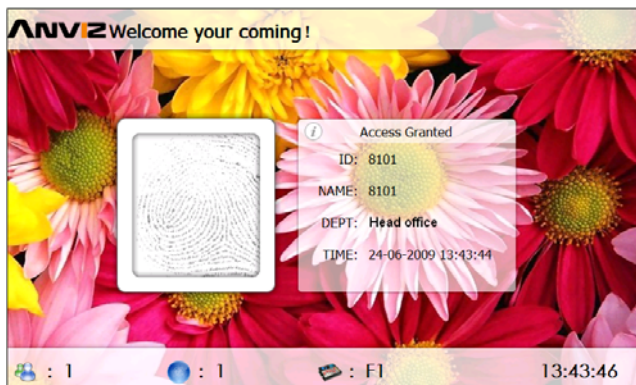 ANVIZ Welcome your coming!
Access Granted
ID: 8101
NAME: 8101
DEPT: Head office
TIME: 24-06-2009 13:43:44
: 1 : 1 : F1 13:43:46